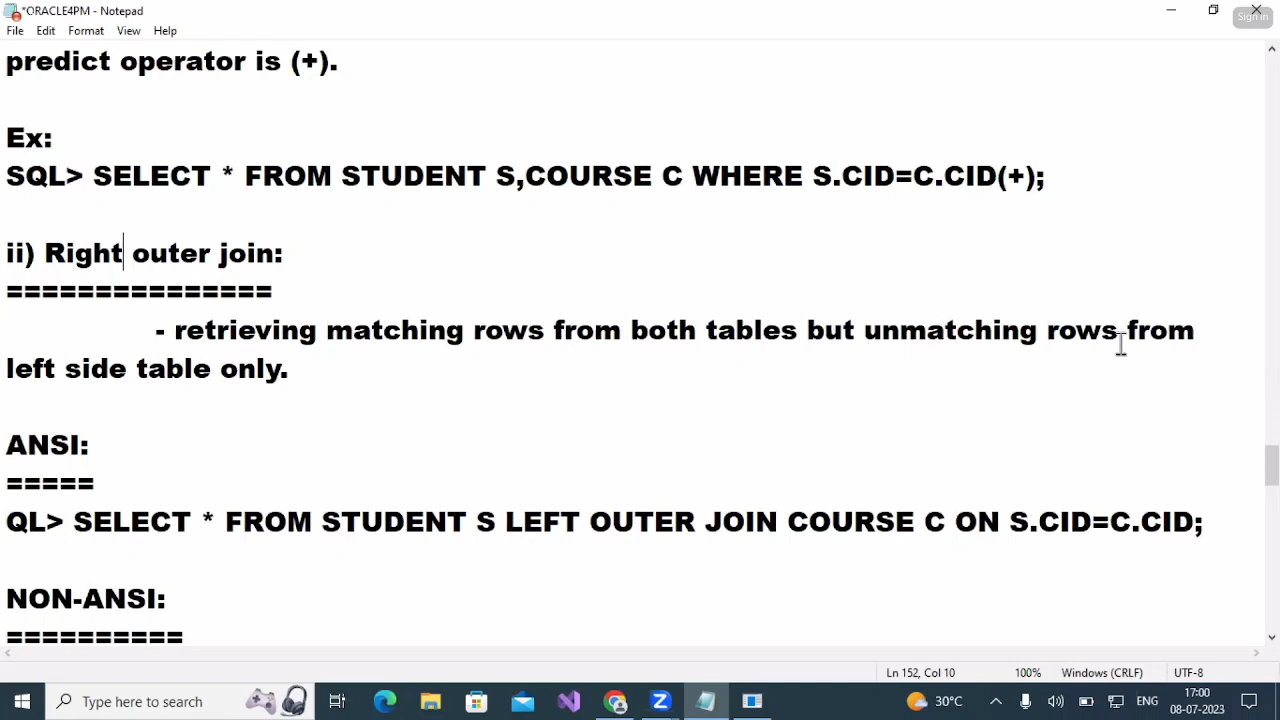 *ORACLE4PM - Notepad
Sign in
File Edit Format View Help
predict operator is (+).
Ex:
SQL> SELECT * FROM STUDENT S,COURSE C WHERE S.CID=C.CID(+);
ii) Right outer join:
===============
- retrieving matching rows from both tables but unmatching rows from
left side table only.
ANSI:
=====
QL> SELECT * FROM STUDENT S LEFT OUTER JOIN COURSE C ON S.CID=C.CID;
NON-ANSI:
==========
Ln 152, Col 10 100% Windows (CRLF) UTF-8
Type here to search
30°C
ENG
17:00
08-07-2023